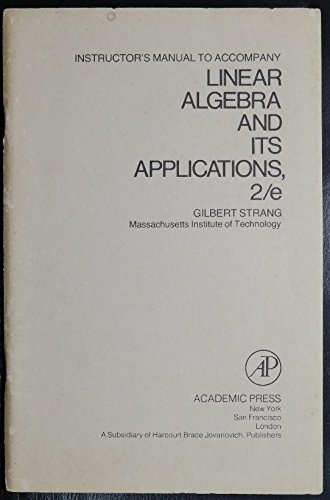 INSTRUCTOR'S MANUAL TO ACCOMPANY
LINEAR
ALGEBRA
AND
ITS
APPLICATIONS,
2/e
GILBERT STRANG
Massachusetts Institute of Technology
AP
ACADEMIC PRESS
New York
San Francisco
London
A Subsidiary of Harcourt Brace Jovanovich, Publishers